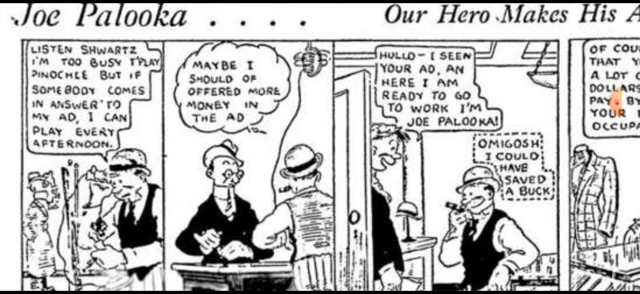 Joe Palooka . . . . Our Hero Makes His
LISTEN SHWARTZ
I'M TOO BUSY T'PLAY
PINOCHLE BUT IF
SOMEBODY COMES
IN ANSWER TO
MY AD, I CAN
PLAY EVERY
AFTERNOON.
MAYBE I
SHOULD OF
OFFERED MORE
MONEY IN
THE AD
HULLO - I SEEN
YOUR AD, AN
HERE I AM
READY TO GO
TO WORK I'M
JOE PALOOKA!
OMIGOSH
I COULD
HAVE
SAVED
A BUCK
OF
THAT
A LOT
DOLLARS
PAY BY
YOUR